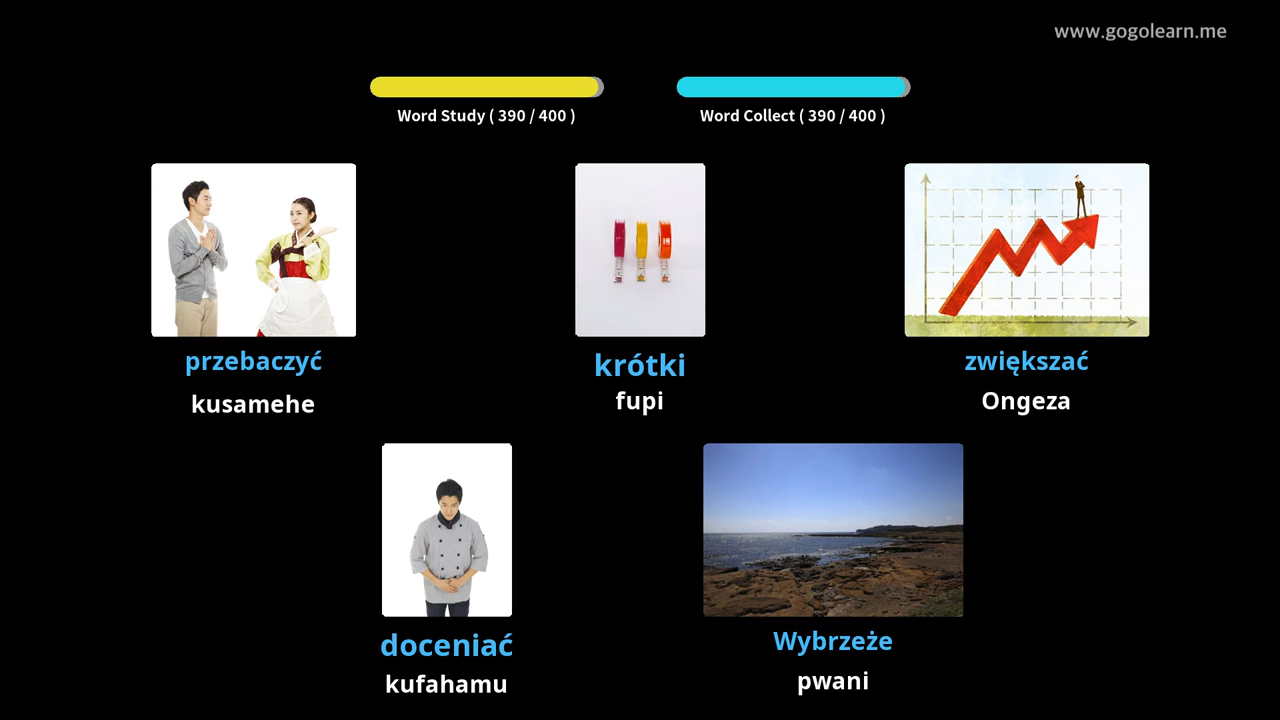 www.gogolearn.me
Word Study ( 390 / 400 )
Word Collect ( 390 / 400 )
przebaczyć
kusamehe
krótki
fupi
zwiększać
Ongeza
doceniać
kufahamu
Wybrzeże
pwani